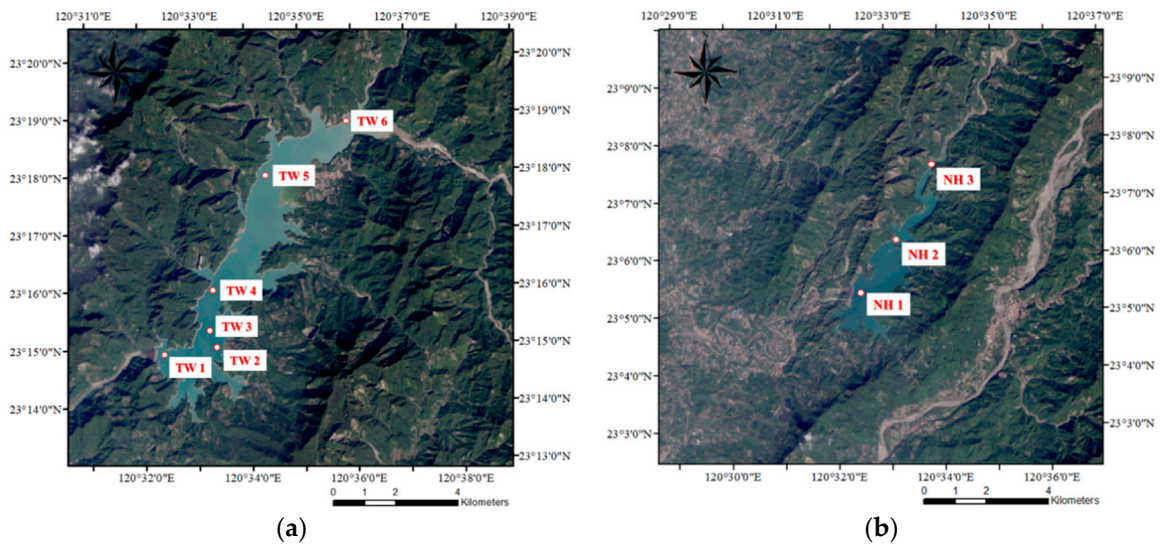 120°31'0"E 120°33'0"E 120°35'0"E 120°37'0"E 120°39'0"E
23°20'0"N
23°19'0"N
23°18'0"N
23°17'0"N
23°16'0"N
23°15'0"N
23°14'0"N
23°20'0"N
23°19'0"N
23°18'0"N
23°17'0"N
23°16'0"N
23°15'0"N
23°14'0"N
23°13'0"N
TW 6
TW 5
TW 4
TW 3
TW 2
TW 1
120°32'0"E 120°34'0"E 120°36'0"E 120°38'0"E
0 1 2 4
Kilometers
(a)
120°29'0"E 120°31'0"E 120°33'0"E 120°35'0"E 120°37'0"E
23°9'0"N
23°8'0"N
23°7'0"N
23°6'0"N
23°5'0"N
23°4'0"N
23°3'0"N
23°9'0"N
23°8'0"N
23°7'0"N
23°6'0"N
23°5'0"N
23°4'0"N
23°3'0"N
NH 3
NH 2
NH 1
120°30'0"E 120°32'0"E 120°34'0"E 120°36'0"E
0 1 2 4
Kilometers
(b)